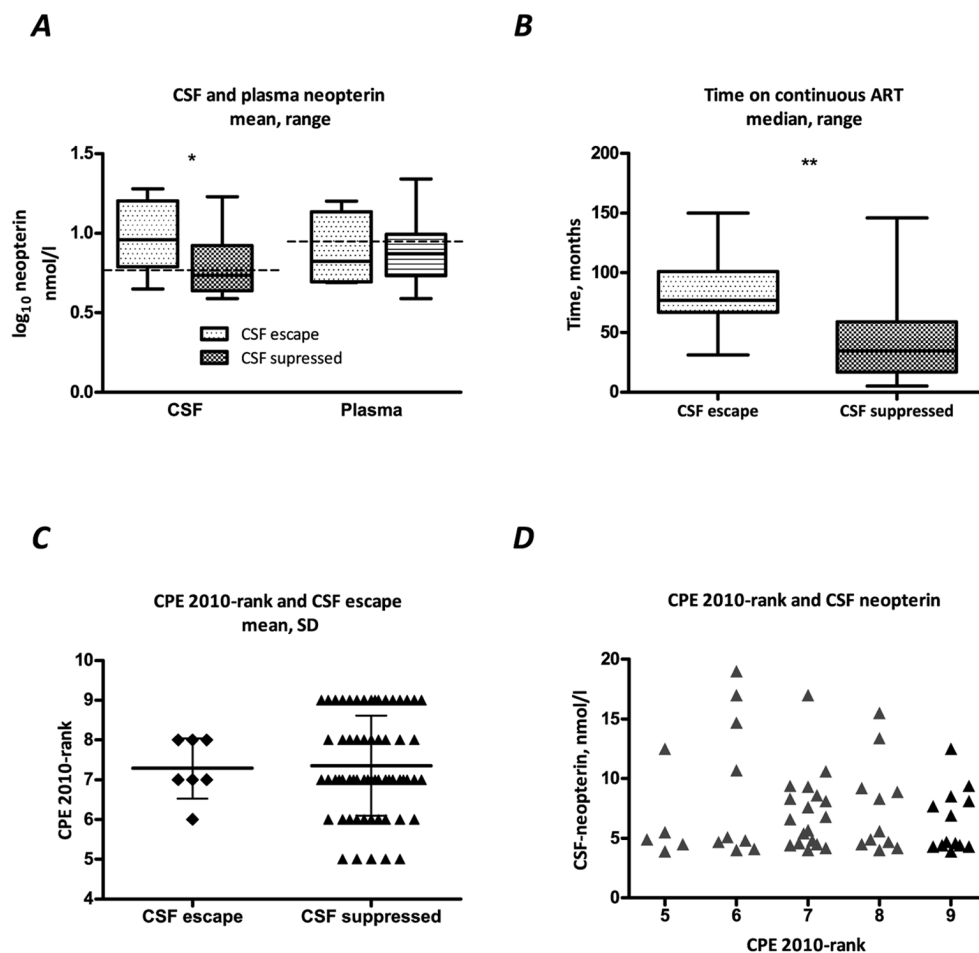 A
CSF and plasma neopterin
mean, range
*
log10 neopterin
nmol/l
1.5
1.0
0.5
0.0
CSF escape
CSF supressed
CSF
Plasma
B
Time on continuous ART
median, range
**
Time, months
200
150
100
50
0
CSF escape
CSF suppressed
C
CPE 2010-rank and CSF escape
mean, SD
CPE 2010-rank
10
9
8
7
6
5
4
CSF escape
CSF suppressed
D
CPE 2010-rank and CSF neopterin
CSF-neopterin, nmol/l
20
15
10
5
0
5
6
7
8
9
CPE 2010-rank